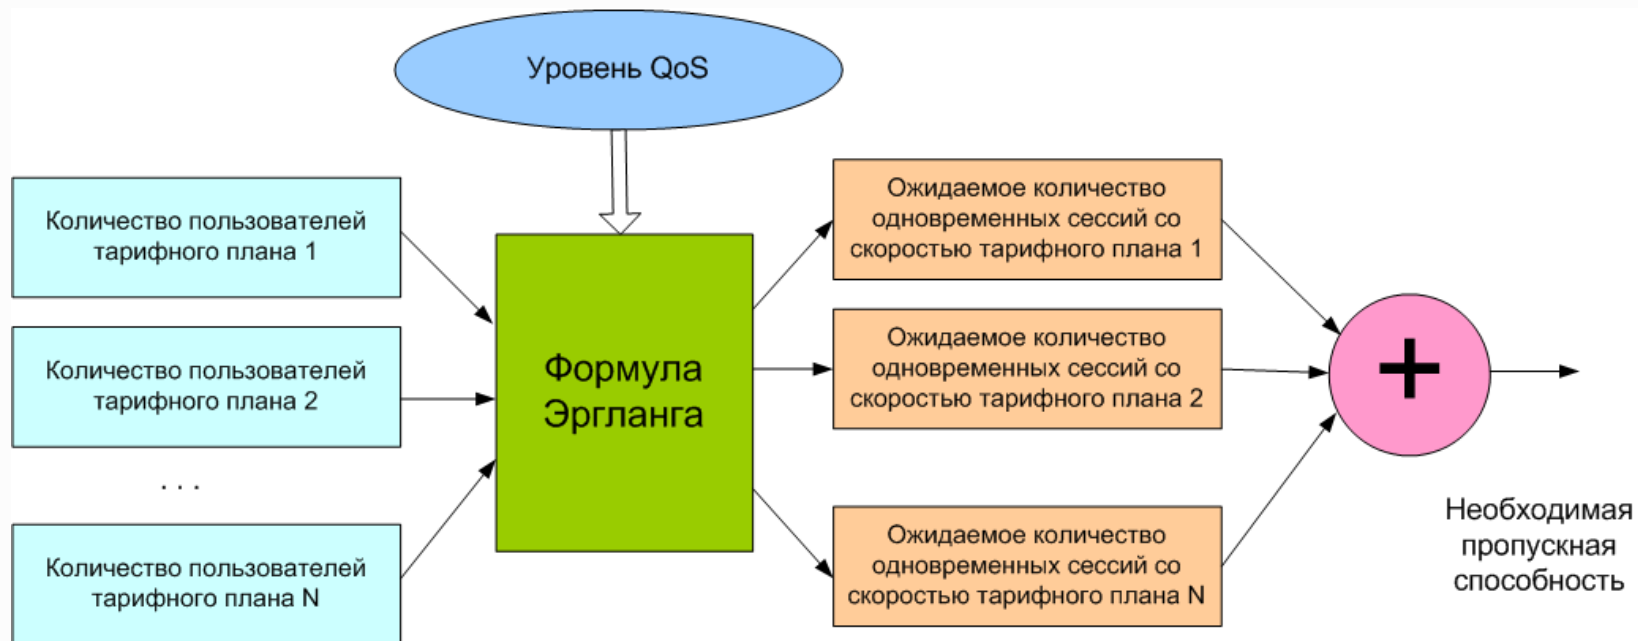 Уровень QoS
Количество пользователей
тарифного плана 1
Количество пользователей
тарифного плана 2
. . .
Количество пользователей
тарифного плана N
Формула
Эргланга
Ожидаемое количество
одновременных сессий со
скоростью тарифного плана 1
Ожидаемое количество
одновременных сессий со
скоростью тарифного плана 2
Ожидаемое количество
одновременных сессий со
скоростью тарифного плана N
+
Необходимая
пропускная
способность